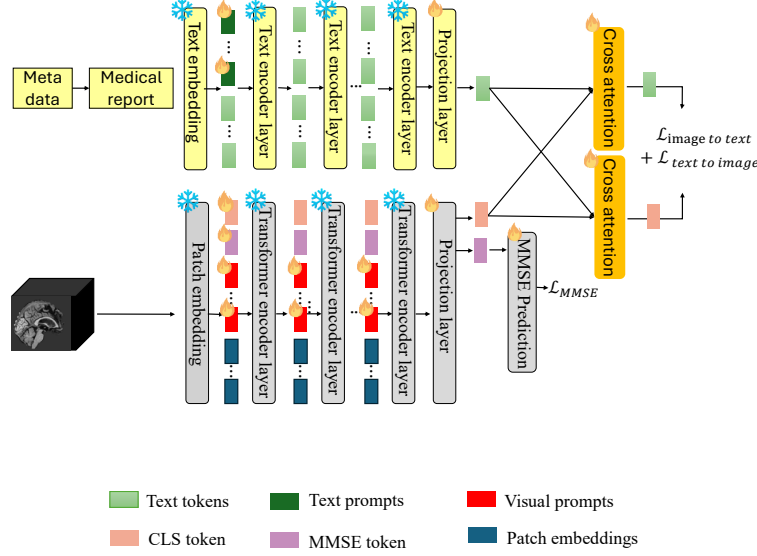 Meta
data
Medical
report
Text embedding
Text encoder layer
Text encoder layer
Text encoder layer
Projection layer
Cross attention
Cross attention
ℒimage to text
+ ℒ text to image
Patch embedding
Transformer encoder layer
Transformer encoder layer
Transformer encoder layer
Projection layer
MMSE Prediction
ℒMMSE
Text tokens
Text prompts
Visual prompts
CLS token
MMSE token
Patch embeddings